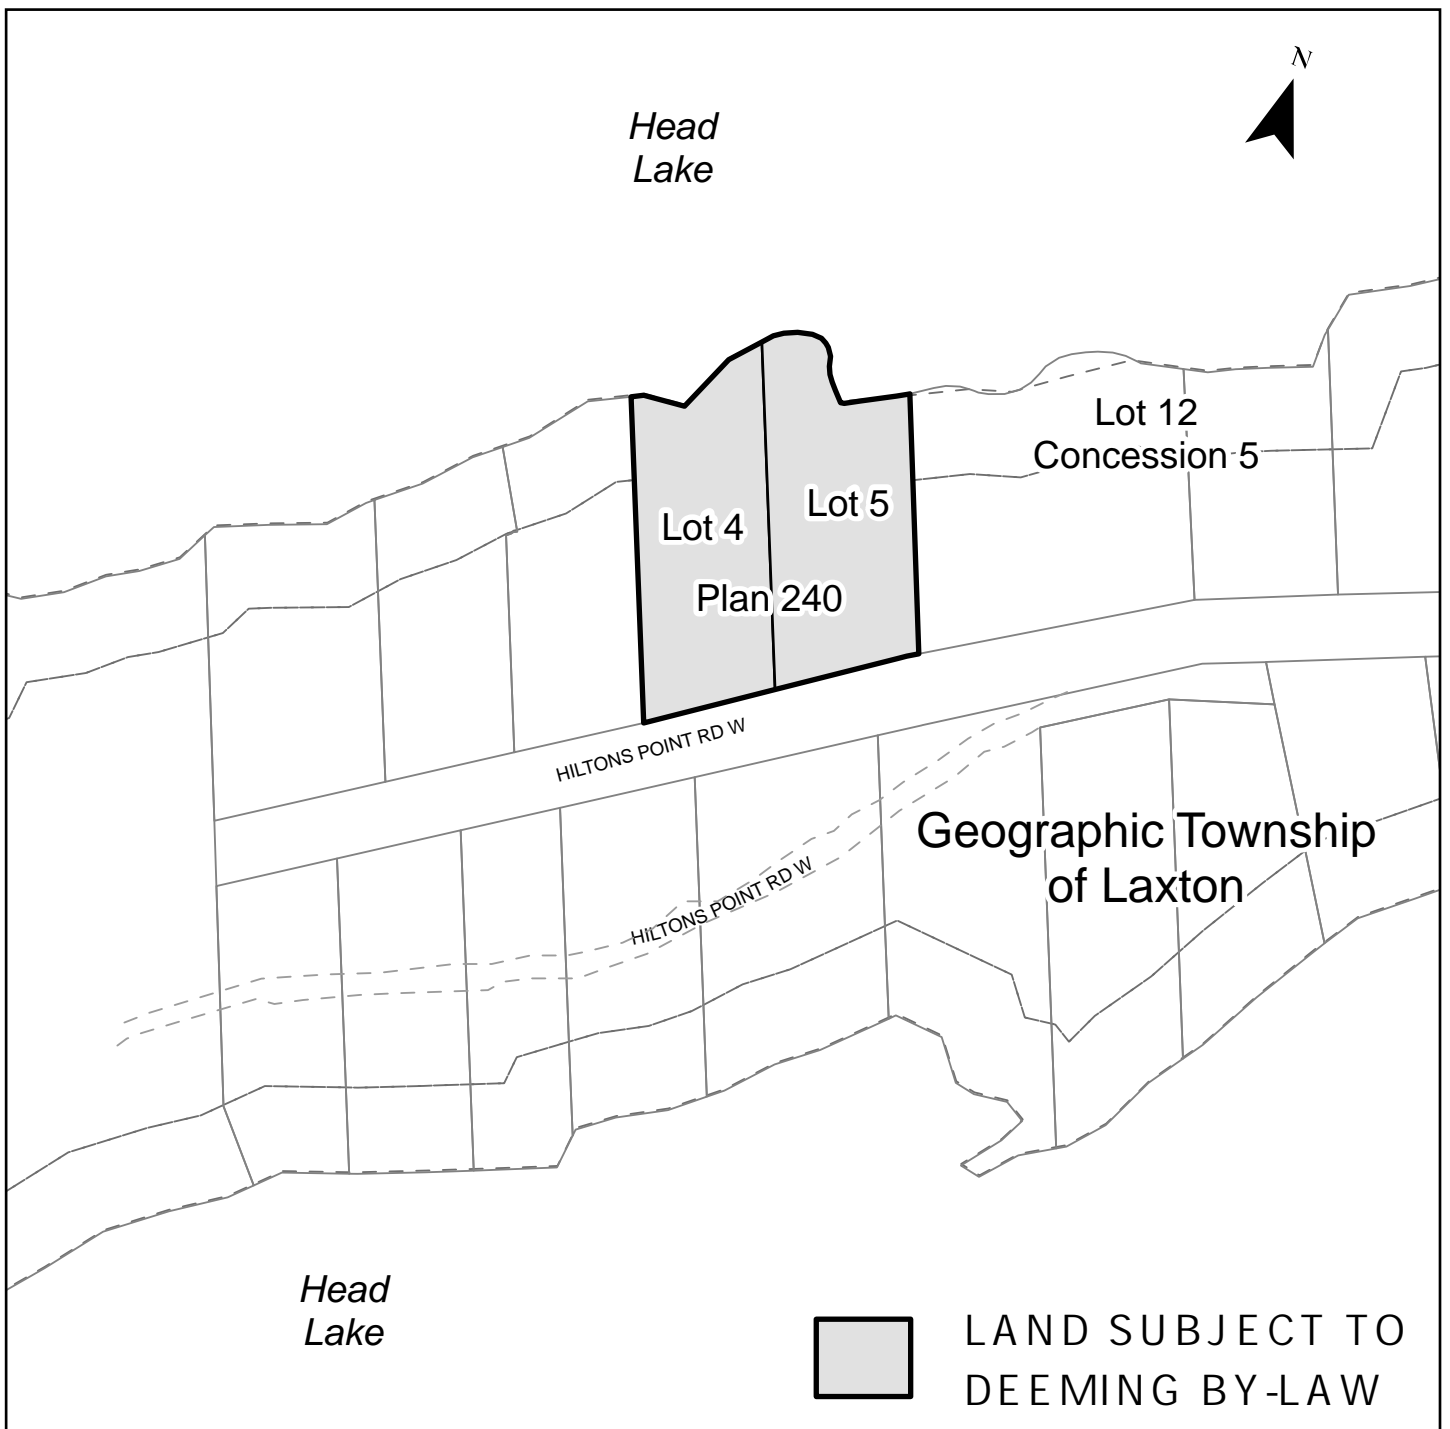 N
Head
Lake
Lot 12
Concession 5
Lot 5
Lot 4
Plan 240
HILTONS POINT RD W
Geographic Township
of Laxton
HILTONS POINT RD W
Head
Lake
LAND SUBJECT TO
DEEMING BY-LAW